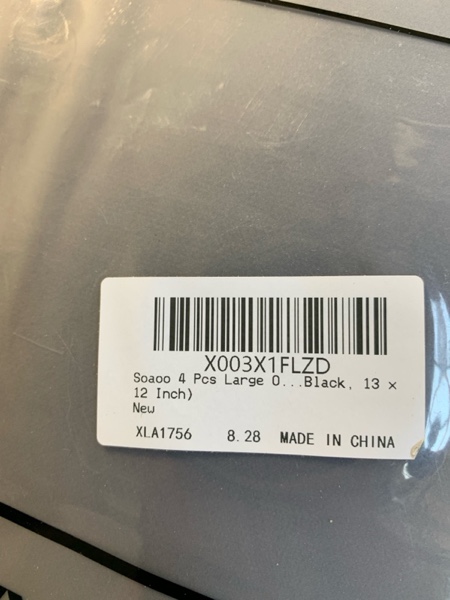 X003X1FLZD
Soaoo 4 Pcs Large O...Black, 13 ×
12 Inch)
New
XLA1756 8.28 MADE IN CHINA